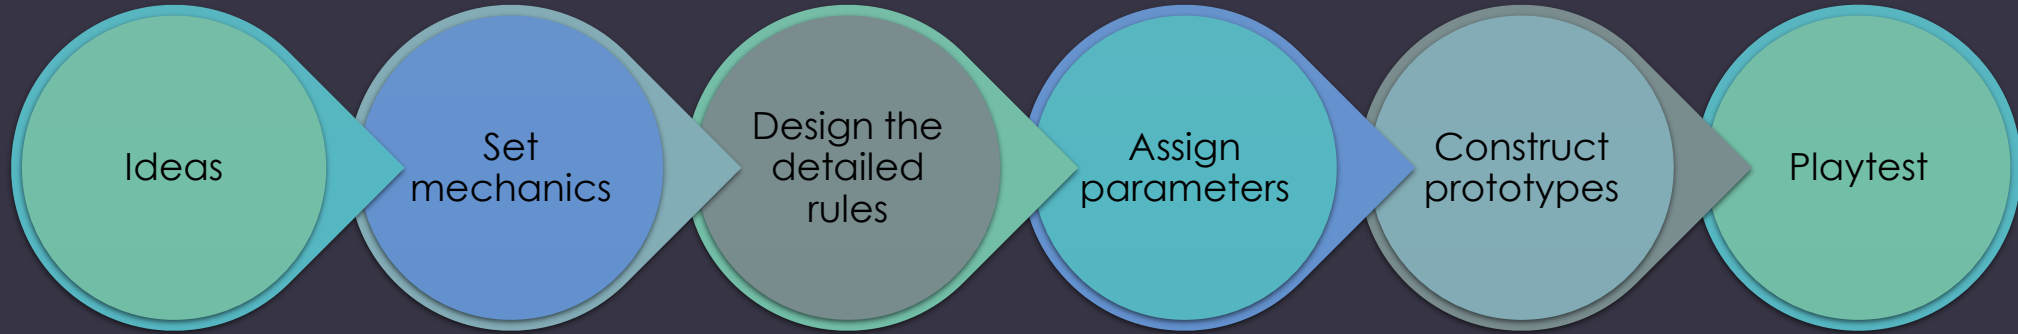 Ideas
Set
mechanics
Design the
detailed
rules
Assign
parameters
Construct
prototypes
Playtest